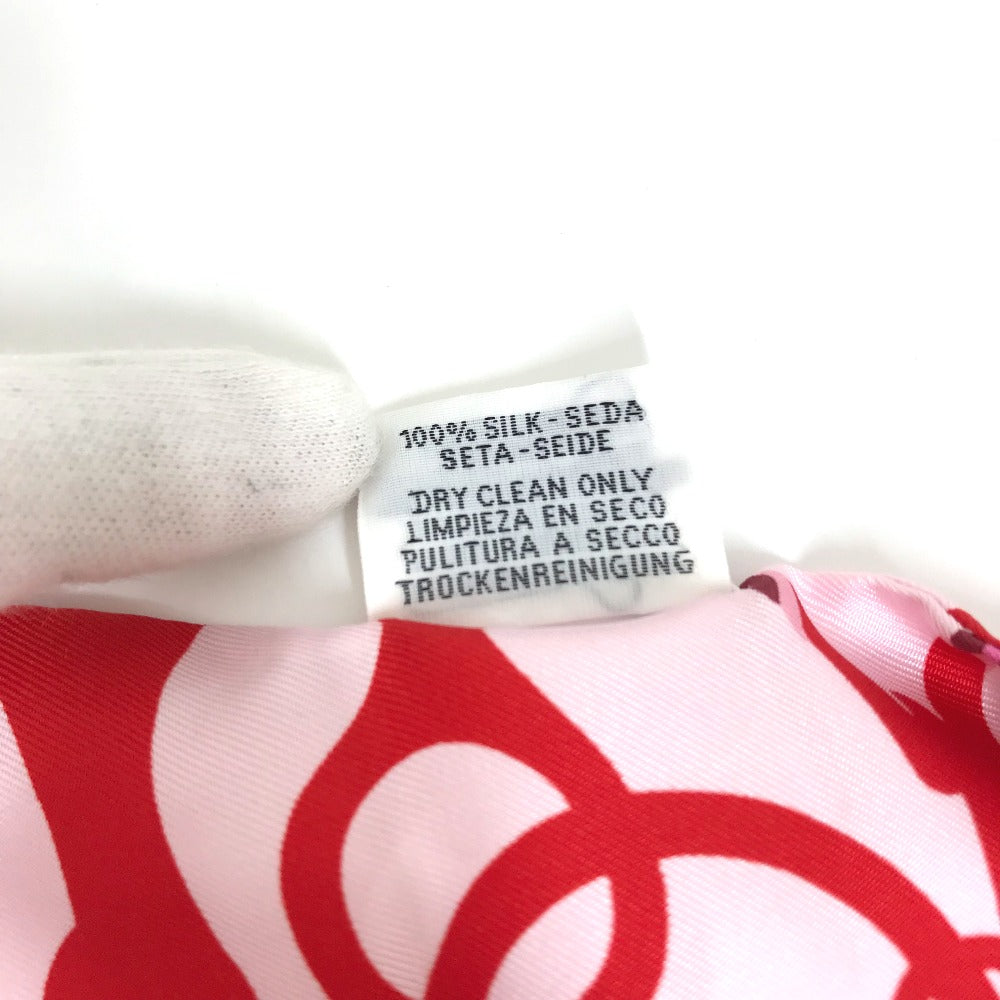 100% SILK - SEDA
SETA - SEIDE
DRY CLEAN ONLY
LIMPIEZA EN SECO
PULITURA A SECCO
TROCKENREINIGUNG